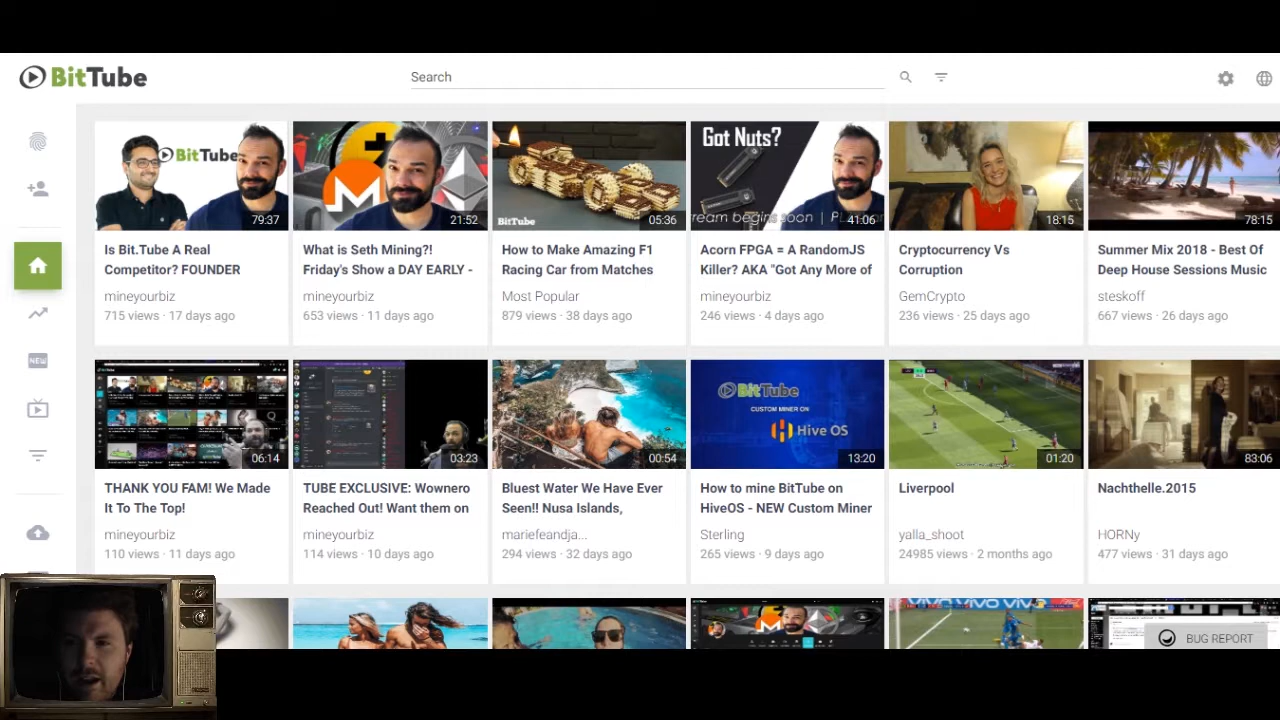 BitTube
Search
BitTube
79:37
21:52
BitTube
05:36
Got Nuts?
ream begins soon | P
41:06
18:15
78:15
Is Bit.Tube A Real
Competitor? FOUNDER
mineyourbiz
715 views · 17 days ago
What is Seth Mining?!
Friday's Show a DAY EARLY -
mineyourbiz
653 views · 11 days ago
How to Make Amazing F1
Racing Car from Matches
Most Popular
879 views · 38 days ago
Acorn FPGA = A RandomJS
Killer? AKA "Got Any More of
mineyourbiz
246 views · 4 days ago
Cryptocurrency Vs
Corruption
GemCrypto
236 views · 25 days ago
Summer Mix 2018 - Best Of
Deep House Sessions Music
steskoff
667 views · 26 days ago
NEW
06:14
03:23
00:54
BitTube
CUSTOM MINER ON
Hive OS
13:20
01:20
83:06
THANK YOU FAM! We Made
It To The Top!
mineyourbiz
110 views · 11 days ago
TUBE EXCLUSIVE: Wownero
Reached Out! Want them on
mineyourbiz
114 views · 10 days ago
Bluest Water We Have Ever
Seen!! Nusa Islands,
mariefeandja...
294 views · 32 days ago
How to mine BitTube on
HiveOS - NEW Custom Miner
Sterling
265 views · 9 days ago
Liverpool
yalla_shoot
24985 views · 2 months ago
Nachthelle.2015
HORNy
477 views · 31 days ago
BUG REPORT